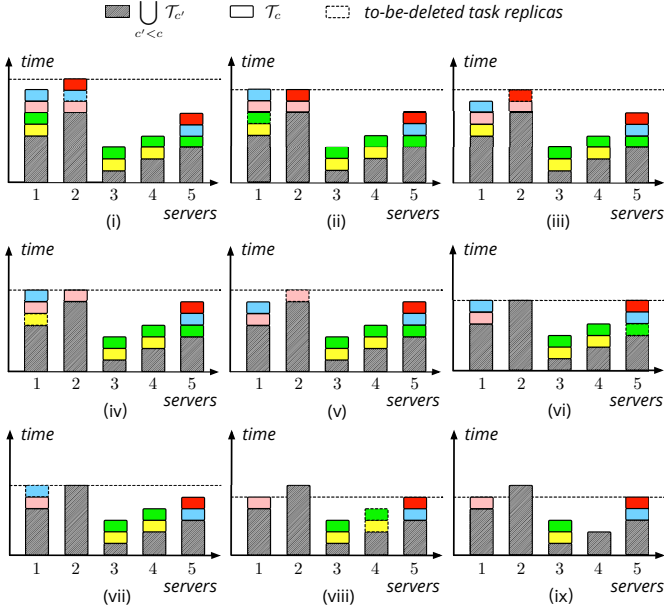 ⋃ 𝒯_{c′} 𝒯_c to-be-deleted task replicas
c′<c
time time time
1 2 3 4 5 1 2 3 4 5 1 2 3 4 5
servers servers servers
(i) (ii) (iii)
time time time
1 2 3 4 5 1 2 3 4 5 1 2 3 4 5
servers servers servers
(iv) (v) (vi)
time time time
1 2 3 4 5 1 2 3 4 5 1 2 3 4 5
servers servers servers
(vii) (viii) (ix)